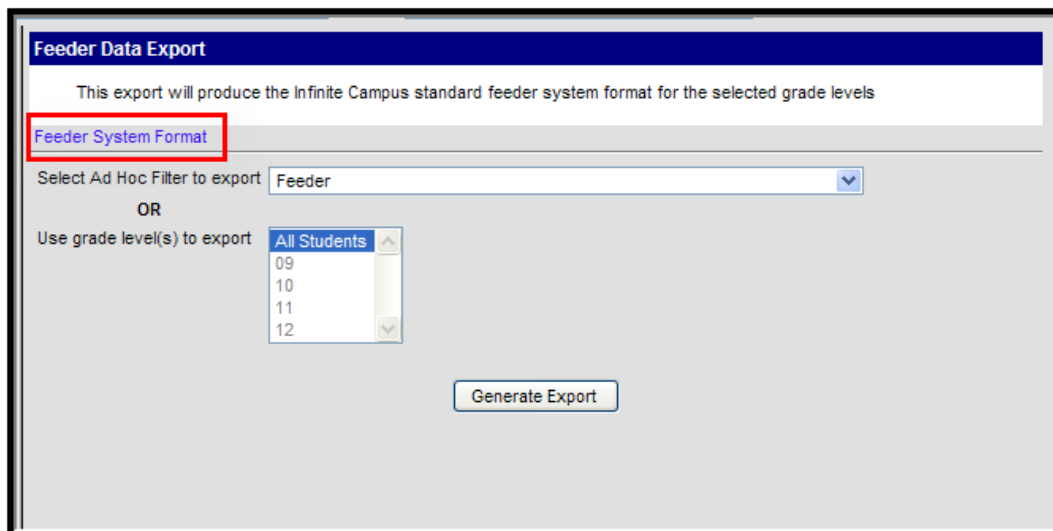 Feeder Data Export
This export will produce the Infinite Campus standard feeder system format for the selected grade levels
Feeder System Format
Select Ad Hoc Filter to export Feeder
OR
Use grade level(s) to export All Students
09
10
11
12
Generate Export